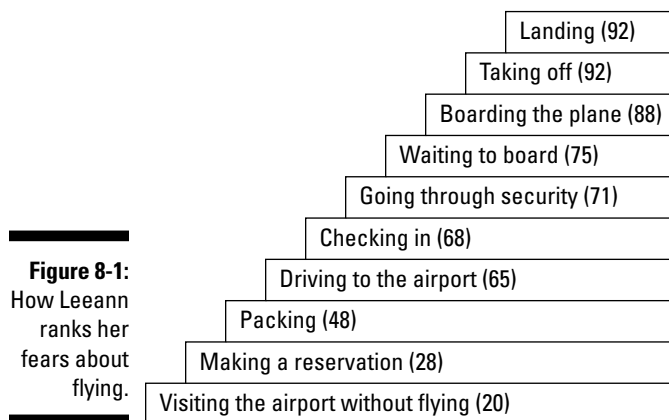 Landing (92)
Taking off (92)
Boarding the plane (88)
Waiting to board (75)
Going through security (71)
Checking in (68)
Driving to the airport (65)
Packing (48)
Making a reservation (28)
Visiting the airport without flying (20)
Figure 8-1:
How Leeann
ranks her
fears about
flying.